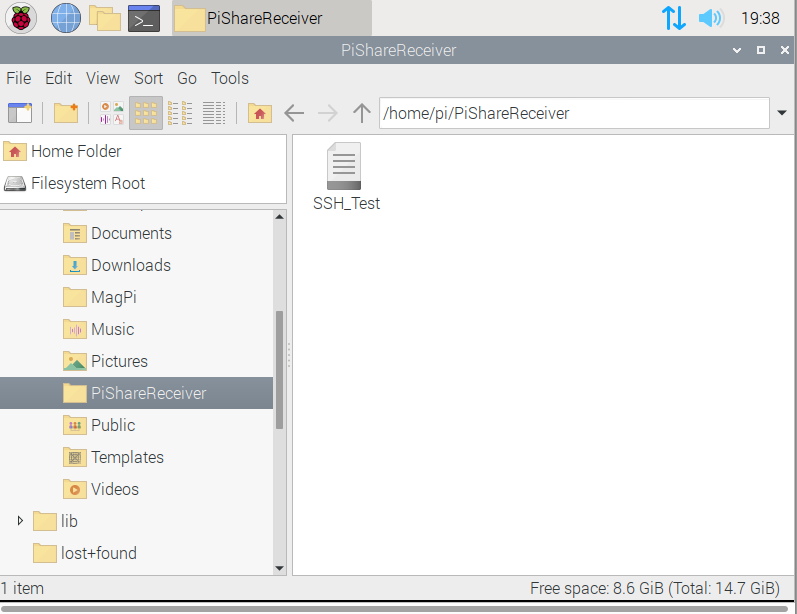 PiShareReceiver
19:38
PiShareReceiver
File Edit View Sort Go Tools
/home/pi/PiShareReceiver
Home Folder
Filesystem Root
Documents
Downloads
MagPi
Music
Pictures
PiShareReceiver
Public
Templates
Videos
lib
lost+found
SSH_Test
1 item
Free space: 8.6 GiB (Total: 14.7 GiB)